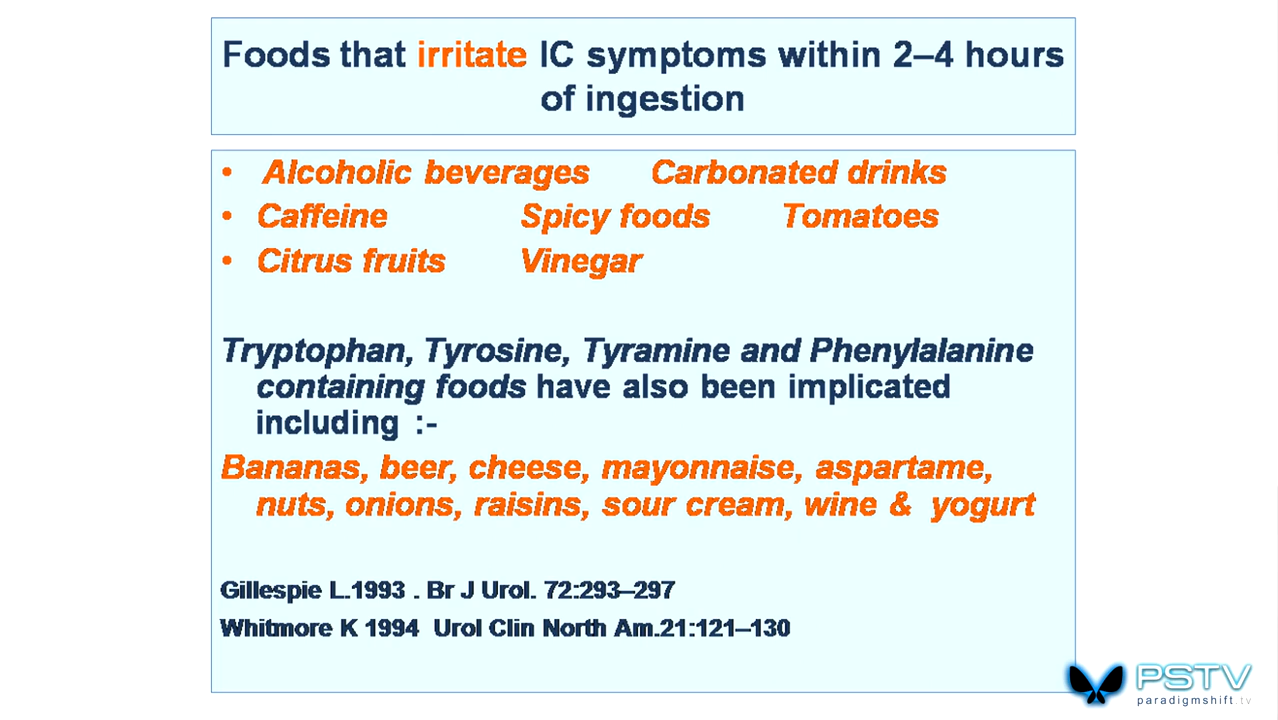 Foods that irritate IC symptoms within 2–4 hours
of ingestion
• Alcoholic beverages Carbonated drinks
• Caffeine Spicy foods Tomatoes
• Citrus fruits Vinegar
Tryptophan, Tyrosine, Tyramine and Phenylalanine
containing foods have also been implicated
including :-
Bananas, beer, cheese, mayonnaise, aspartame,
nuts, onions, raisins, sour cream, wine & yogurt
Gillespie L.1993 . Br J Urol. 72:293–297
Whitmore K 1994 Urol Clin North Am.21:121–130
PSTV
paradigmshift.tv